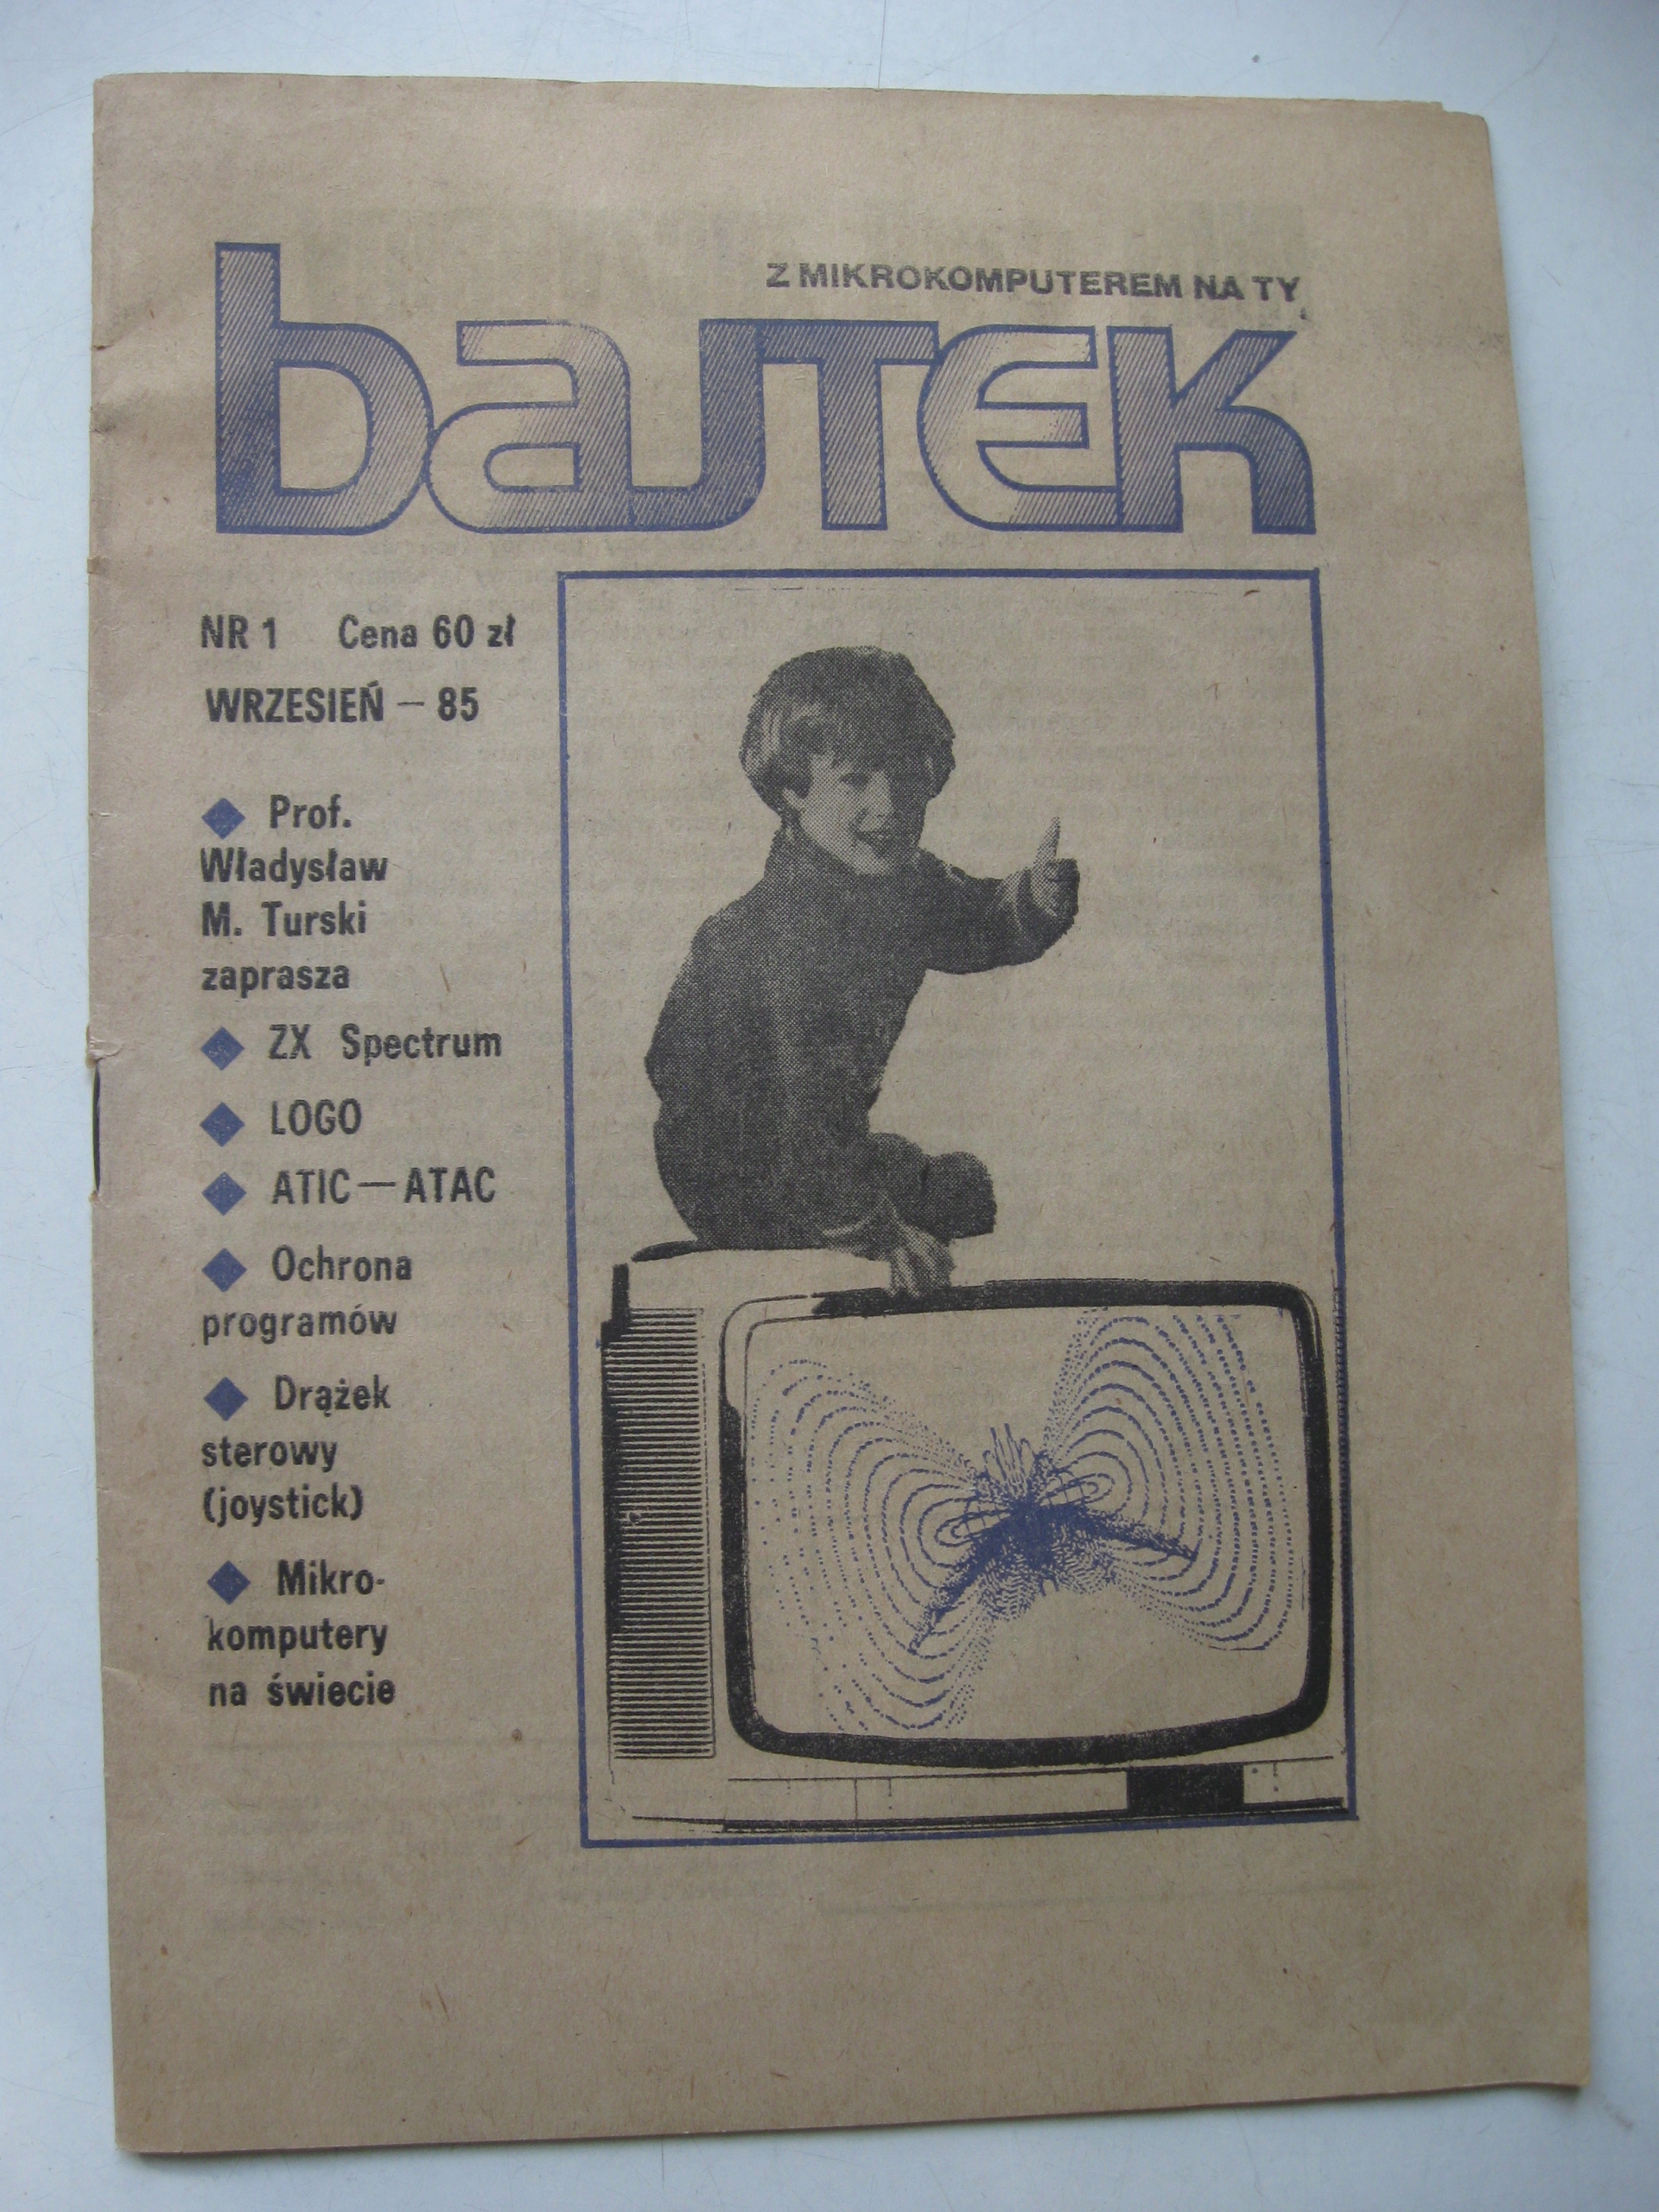 Z MIKROKOMPUTEREM NA TY
bajTEK
NR 1 Cena 60 zł
WRZESIEŃ — 85
◆ Prof.
Władysław
M. Turski
zaprasza
◆ ZX Spectrum
◆ LOGO
◆ ATIC — ATAC
◆ Ochrona
programów
◆ Drążek
sterowy
(joystick)
◆ Mikro-
komputery
na świecie